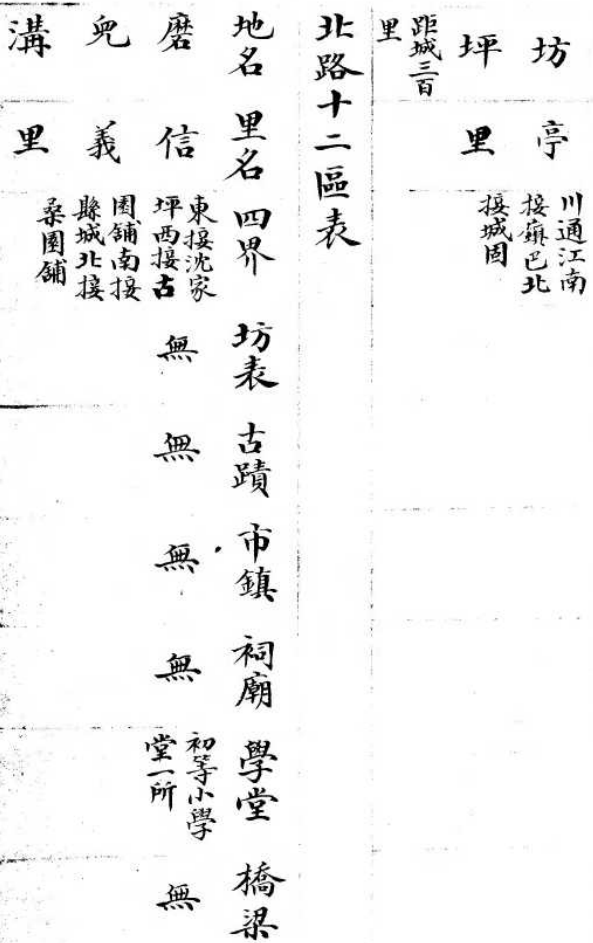 坊 亭 川通江南
接鎮巴北
坪 里 接城固
距城三百
里
北路十二區表
地名 里名 四界 坊表 古蹟 市鎮 祠廟 學堂 橋梁
磨 信 東接沈家
坪西接古 無 無 無 無 初等小學
堂一所 無
兒 義 園舖南接
縣城北接
溝 里 桑園舖